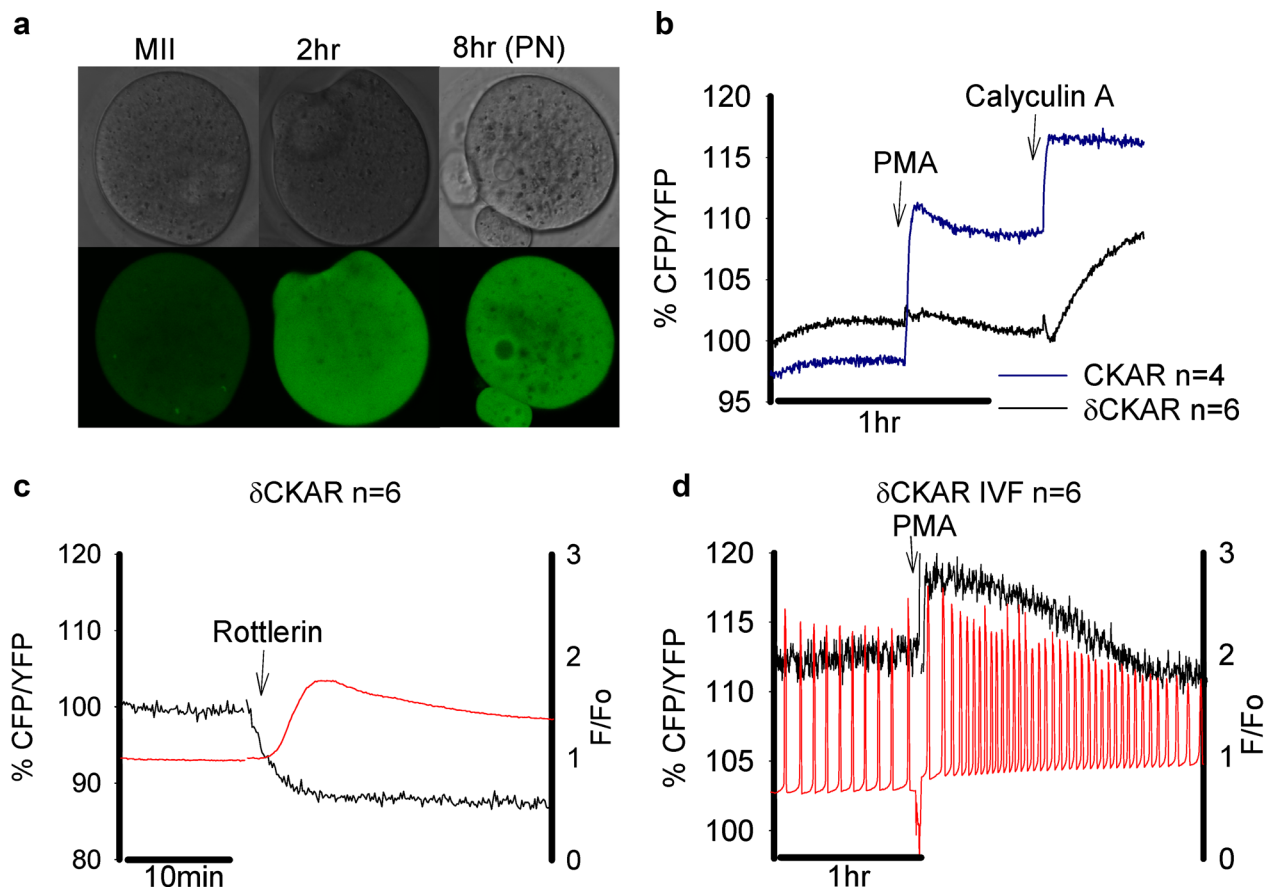 a
MII 2hr 8hr (PN)
b
120
115
110
105
100
95
% CFP/YFP
PMA
Calyculin A
CKAR n=4
δCKAR n=6
1hr
c
δCKAR n=6
120
110
100
90
80
% CFP/YFP
Rottlerin
3
2
1
0
F/Fo
10min
d
δCKAR IVF n=6
PMA
120
115
110
105
100
% CFP/YFP
3
2
1
0
F/Fo
1hr